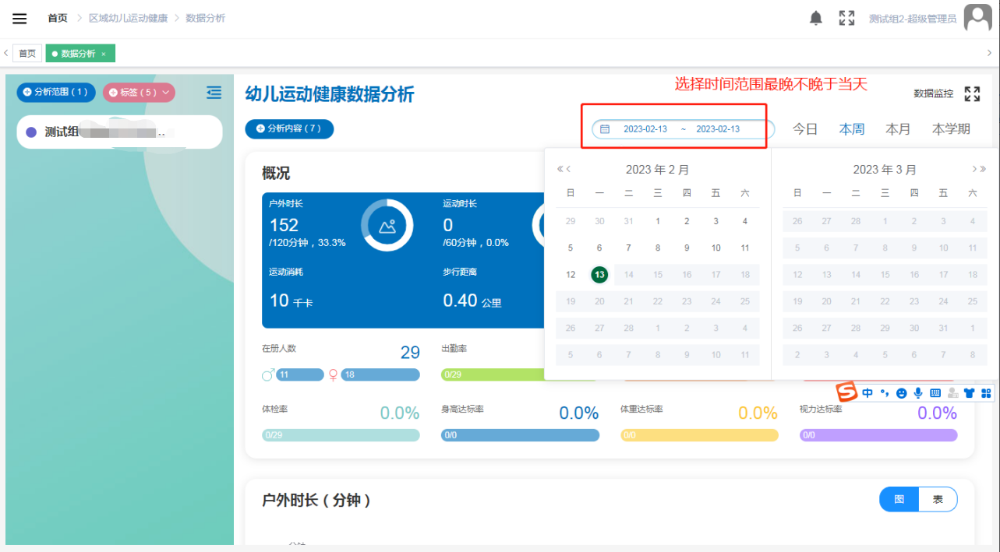 首页 > 区域幼儿运动健康 > 数据分析
测试组2-超级管理员
首页
数据分析 ×
分析范围(1)
标签(5)
测试组
..
幼儿运动健康数据分析
选择时间范围最晚不晚于当天
数据监控
分析内容(7)
2023-02-13 ~ 2023-02-13
今日 本周 本月 本学期
概况
户外时长
152
/120分钟,33.3%
运动时长
0
/60分钟,0.0%
运动消耗
10 千卡
步行距离
0.40 公里
2023 年 2 月
日 一 二 三 四 五 六
29 30 31 1 2 3 4
5 6 7 8 9 10 11
12 13 14 15 16 17 18
19 20 21 22 23 24 25
26 27 28 1 2 3 4
5 6 7 8 9 10 11
2023 年 3 月
日 一 二 三 四 五 六
26 27 28 1 2 3 4
5 6 7 8 9 10 11
12 13 14 15 16 17 18
19 20 21 22 23 24 25
26 27 28 29 30 31 1
2 3 4 5 6 7 8
在册人数
29
11
18
出勤率
0/29
中
体检率
0.0%
0/29
身高达标率
0.0%
0/0
体重达标率
0.0%
0/0
视力达标率
0.0%
0/0
户外时长(分钟)
图 表